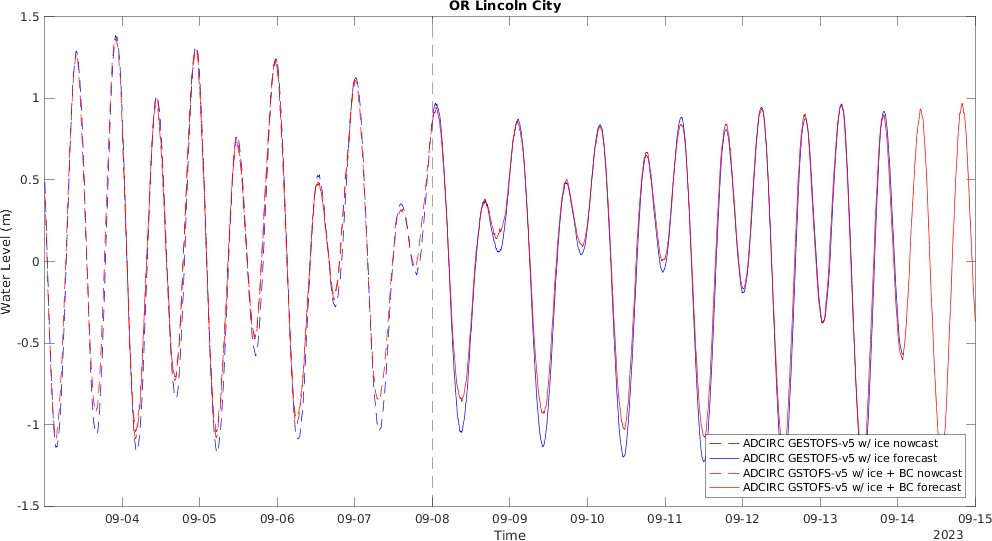 OR Lincoln City
1.5
1
0.5
0
-0.5
-1
-1.5
Water Level (m)
ADCIRC GESTOFS-v5 w/ ice nowcast
ADCIRC GESTOFS-v5 w/ ice forecast
ADCIRC GSTOFS-v5 w/ ice + BC nowcast
ADCIRC GSTOFS-v5 w/ ice + BC forecast
09-04 09-05 09-06 09-07 09-08 09-09 09-10 09-11 09-12 09-13 09-14 09-15
Time
2023